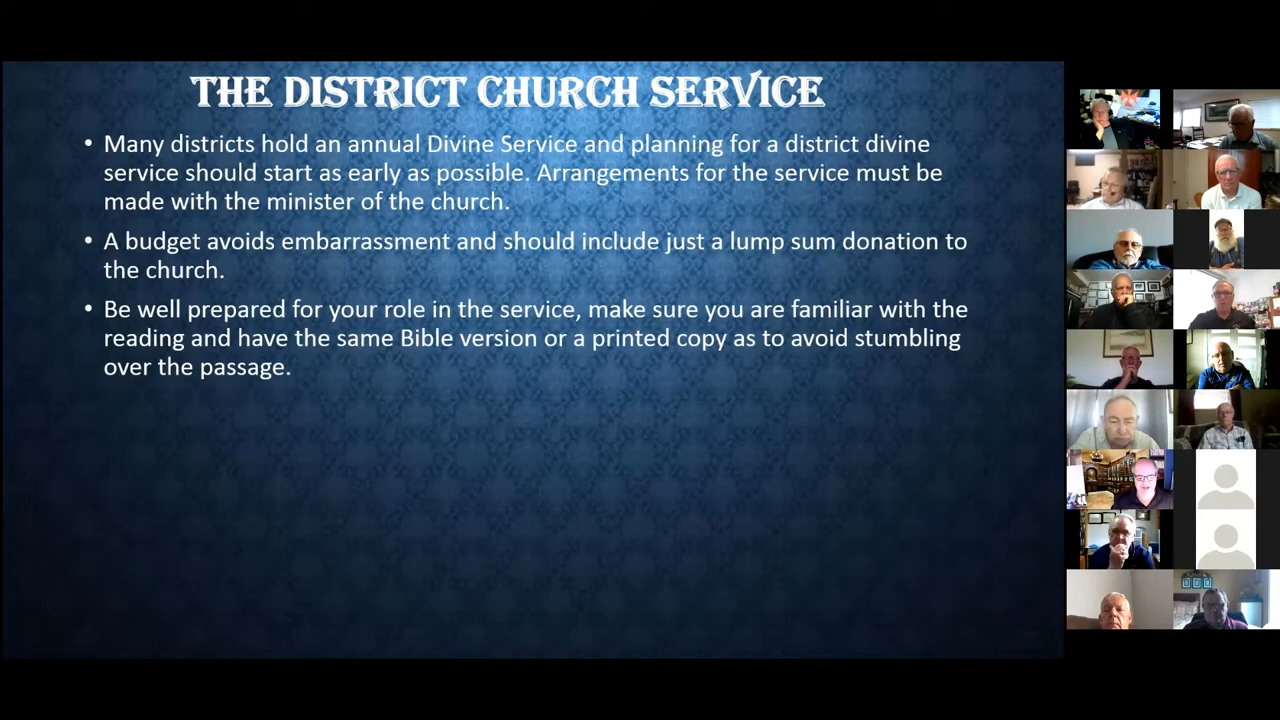 THE DISTRICT CHURCH SERVICE
• Many districts hold an annual Divine Service and planning for a district divine
service should start as early as possible. Arrangements for the service must be
made with the minister of the church.
• A budget avoids embarrassment and should include just a lump sum donation to
the church.
• Be well prepared for your role in the service, make sure you are familiar with the
reading and have the same Bible version or a printed copy as to avoid stumbling
over the passage.